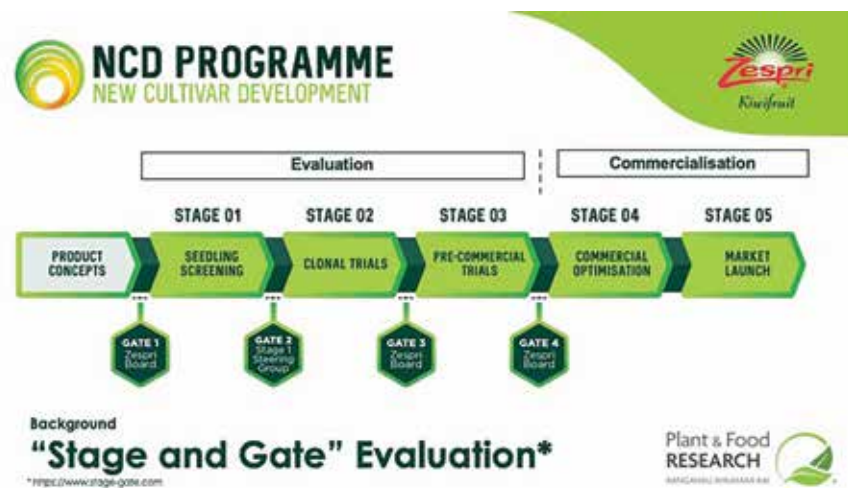 NCD PROGRAMME
NEW CULTIVAR DEVELOPMENT
Zespri
Kiwifruit
Evaluation
Commercialisation
STAGE 01
STAGE 02
STAGE 03
STAGE 04
STAGE 05
PRODUCT
CONCEPTS
SEEDLING
SCREENING
CLONAL TRIALS
PRE-COMMERCIAL
TRIALS
COMMERCIAL
OPTIMISATION
MARKET
LAUNCH
GATE 1
Zespri
Board
GATE 2
Stage 1
Steering
Group
GATE 3
Zespri
Board
GATE 4
Zespri
Board
Background
"Stage and Gate" Evaluation*
* https://www.stage-gate.com
Plant & Food
RESEARCH
RANGAHAU AHUMĀRA KAI